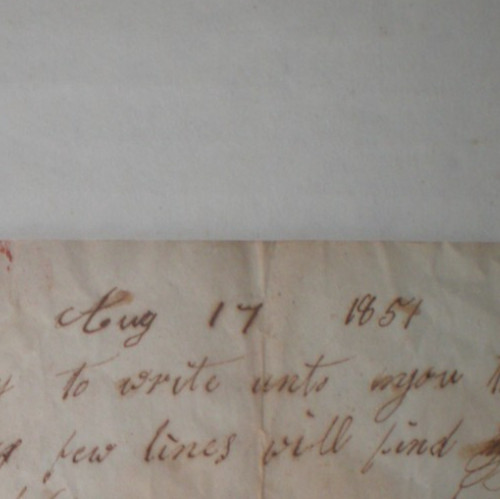 Aug 17 1854
to write unto you
few lines will find